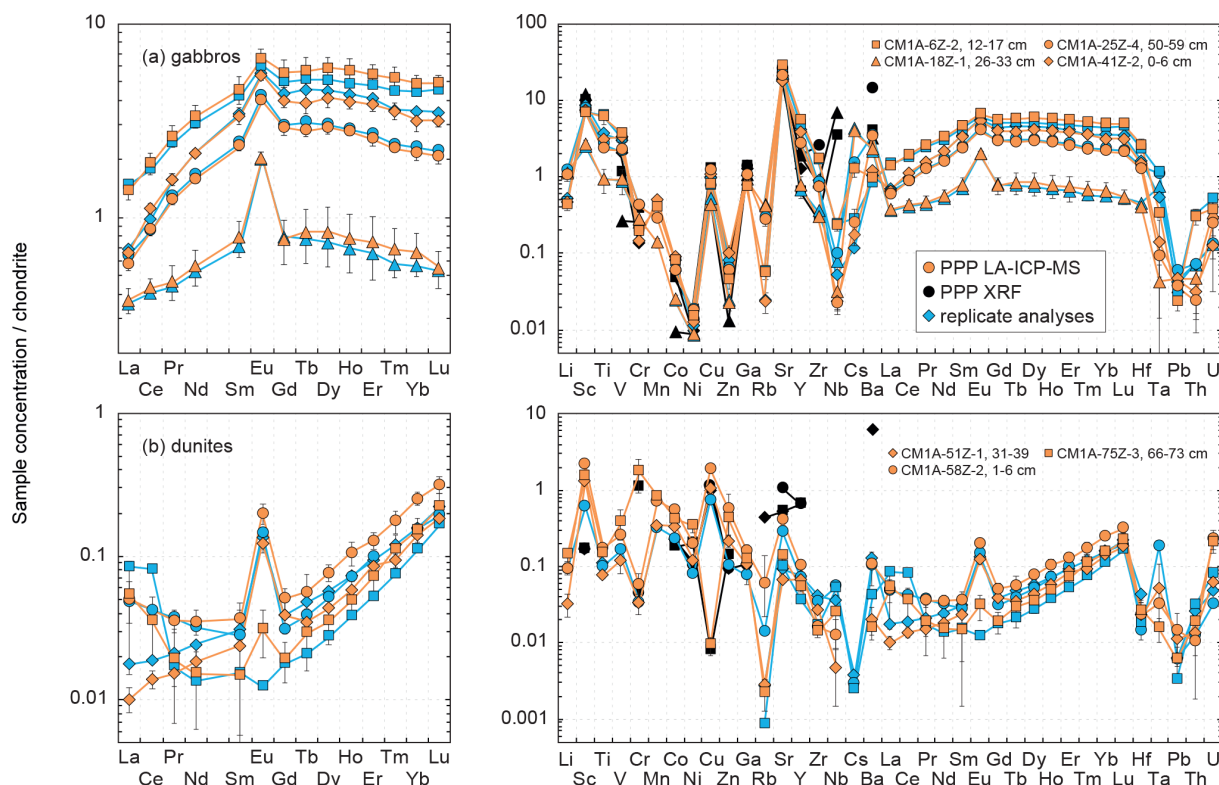 Sample concentration / chondrite
(a) gabbros
10
1
La Pr Sm Gd Dy Er Yb
Ce Nd Eu Tb Ho Tm Lu
100
10
1
0.1
0.01
CM1A-6Z-2, 12-17 cm CM1A-25Z-4, 50-59 cm
CM1A-18Z-1, 26-33 cm CM1A-41Z-2, 0-6 cm
PPP LA-ICP-MS
PPP XRF
replicate analyses
Li Ti Cr Co Cu Ga Sr Zr Cs La Pr Sm Gd Dy Er Yb Hf Pb U
Sc V Mn Ni Zn Rb Y Nb Ba Ce Nd Eu Tb Ho Tm Lu Ta Th
(b) dunites
1
0.1
0.01
La Pr Sm Gd Dy Er Yb
Ce Nd Eu Tb Ho Tm Lu
10
1
0.1
0.01
0.001
CM1A-51Z-1, 31-39 CM1A-75Z-3, 66-73 cm
CM1A-58Z-2, 1-6 cm
Li Ti Cr Co Cu Ga Sr Zr Cs La Pr Sm Gd Dy Er Yb Hf Pb U
Sc V Mn Ni Zn Rb Y Nb Ba Ce Nd Eu Tb Ho Tm Lu Ta Th